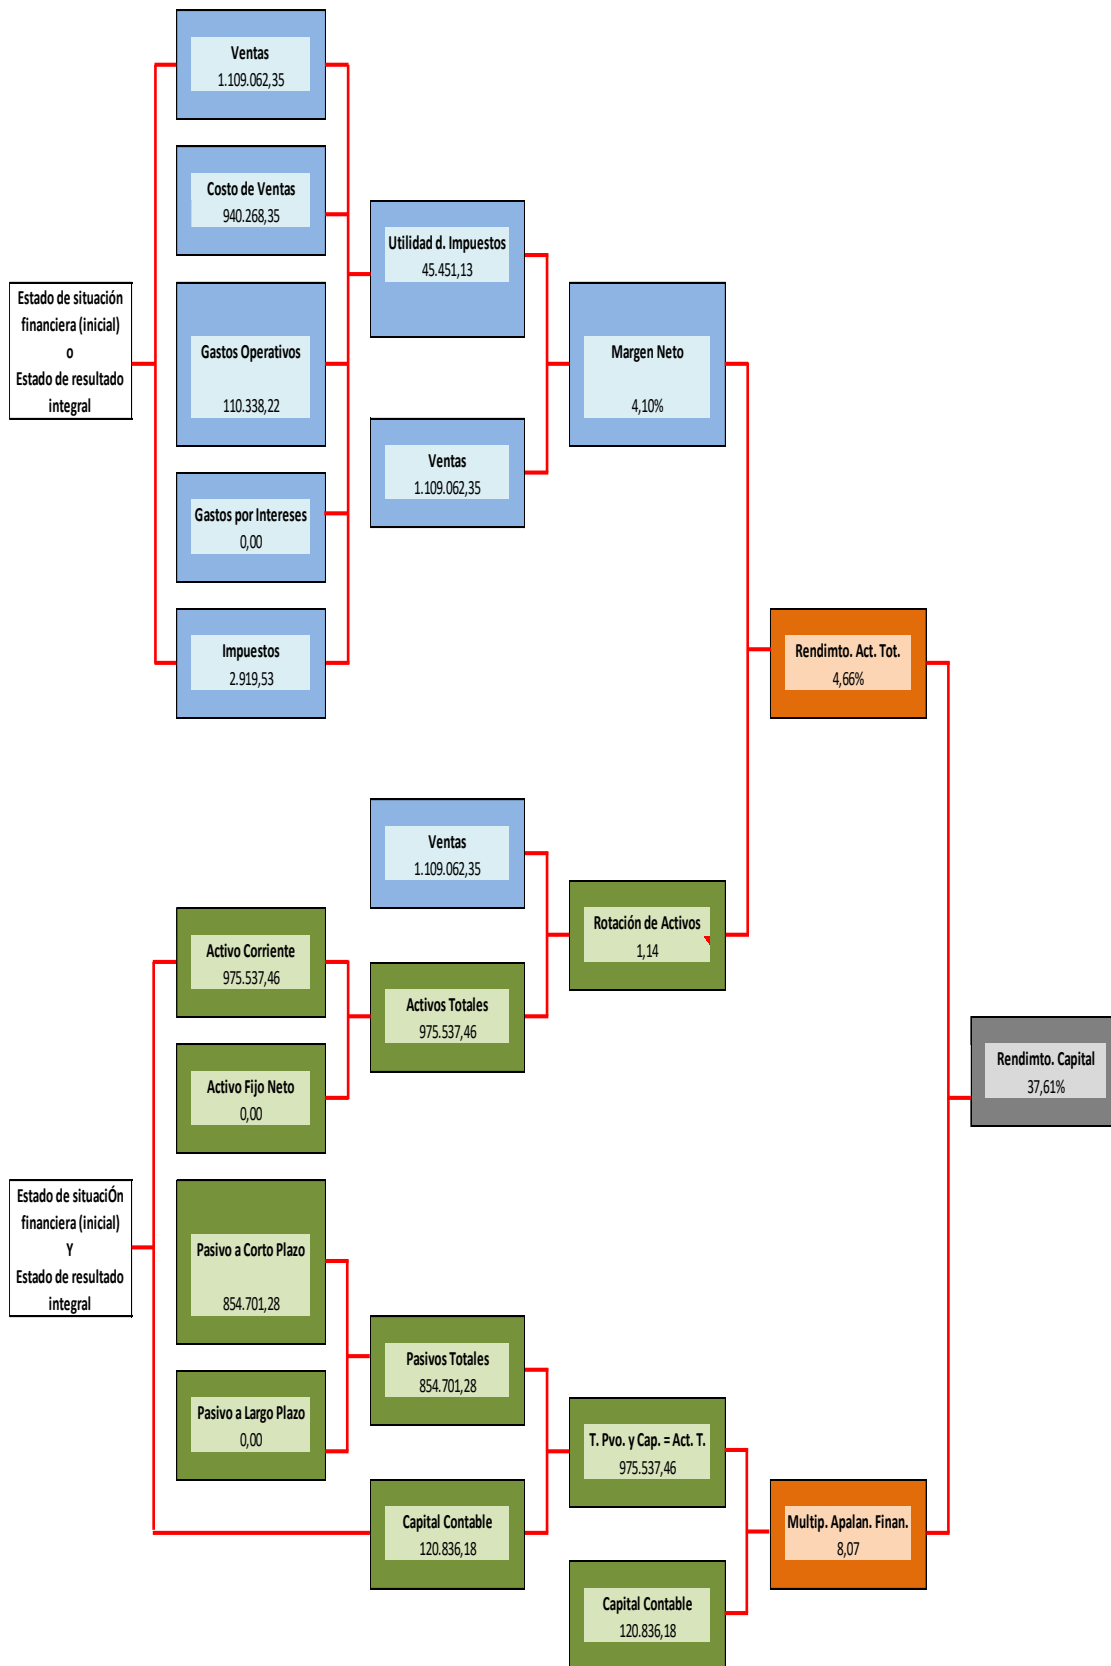 Ventas
1.109.062,35
Costo de Ventas
940.268,35
Utilidad d. Impuestos
45.451,13
Estado de situación
financiera (inicial)
o
Estado de resultado
integral
Gastos Operativos
110.338,22
Margen Neto
4,10%
Ventas
1.109.062,35
Gastos por Intereses
0,00
Impuestos
2.919,53
Rendimto. Act. Tot.
4,66%
Ventas
1.109.062,35
Rotación de Activos
1,14
Activo Corriente
975.537,46
Activos Totales
975.537,46
Activo Fijo Neto
0,00
Rendimto. Capital
37,61%
Estado de situaciÓn
financiera (inicial)
Y
Estado de resultado
integral
Pasivo a Corto Plazo
854.701,28
Pasivos Totales
854.701,28
Pasivo a Largo Plazo
0,00
T. Pvo. y Cap. = Act. T.
975.537,46
Capital Contable
120.836,18
Multip. Apalan. Finan.
8,07
Capital Contable
120.836,18